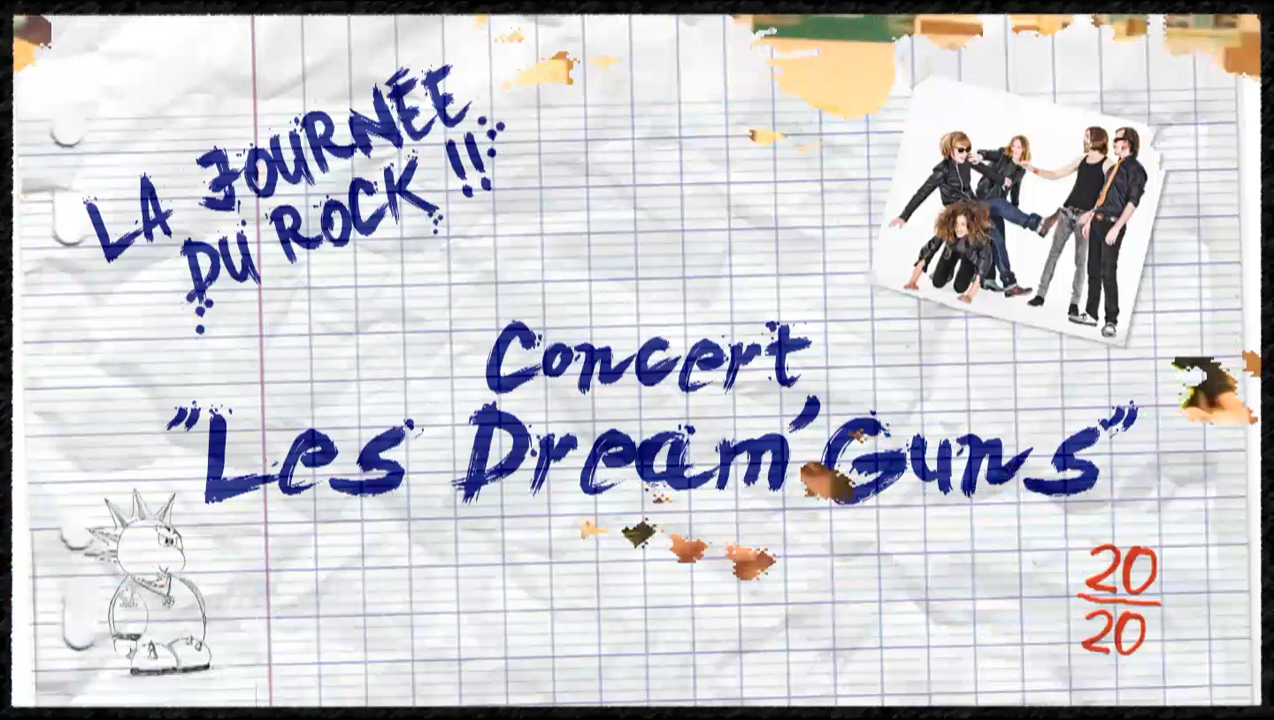 LA JOURNÉE
DU ROCK !!
Concert
"Les Dream'Guns"
20
20